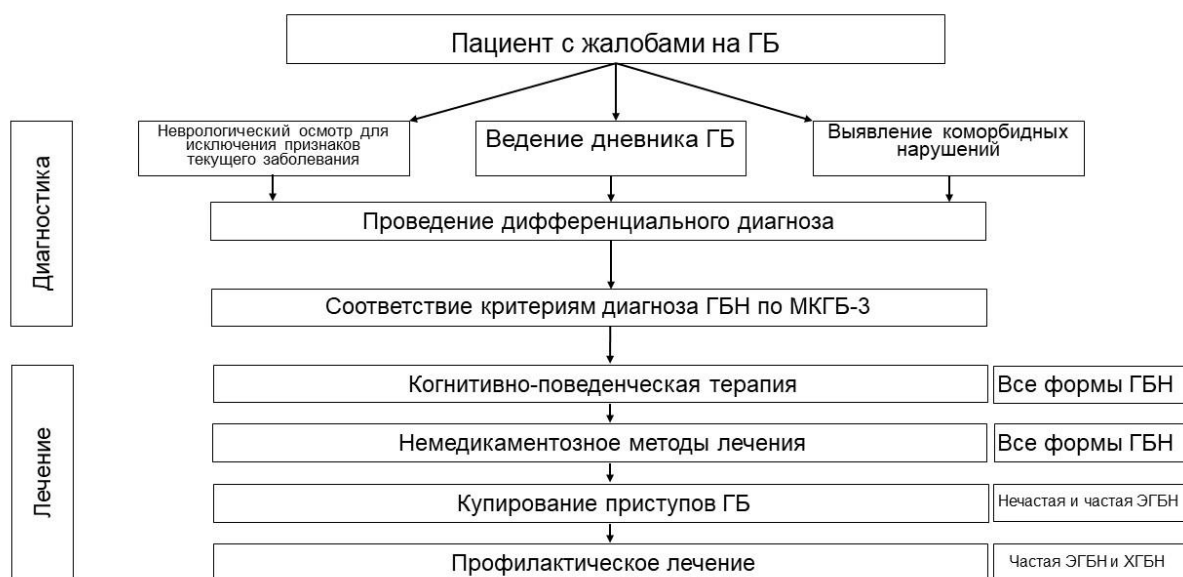 Пациент с жалобами на ГБ
Диагностика
Неврологический осмотр для
исключения признаков
текущего заболевания
Ведение дневника ГБ
Выявление коморбидных
нарушений
Проведение дифференциального диагноза
Соответствие критериям диагноза ГБН по МКГБ-3
Лечение
Когнитивно-поведенческая терапия
Все формы ГБН
Немедикаментозное методы лечения
Все формы ГБН
Купирование приступов ГБ
Нечастая и частая ЭГБН
Профилактическое лечение
Частая ЭГБН и ХГБН